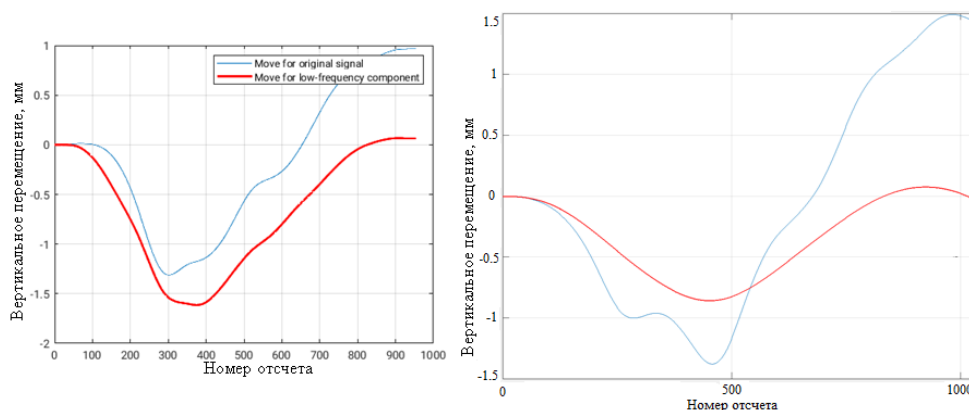 Вертикальное перемещение, мм
1
0.5
0
-0.5
-1
-1.5
-2
Move for original signal
Move for low-frequency component
0 100 200 300 400 500 600 700 800 900 1000
Номер отсчета
Вертикальное перемещение, мм
1.5
1
0.5
0
-0.5
-1
-1.5
0 500 1000
Номер отсчета